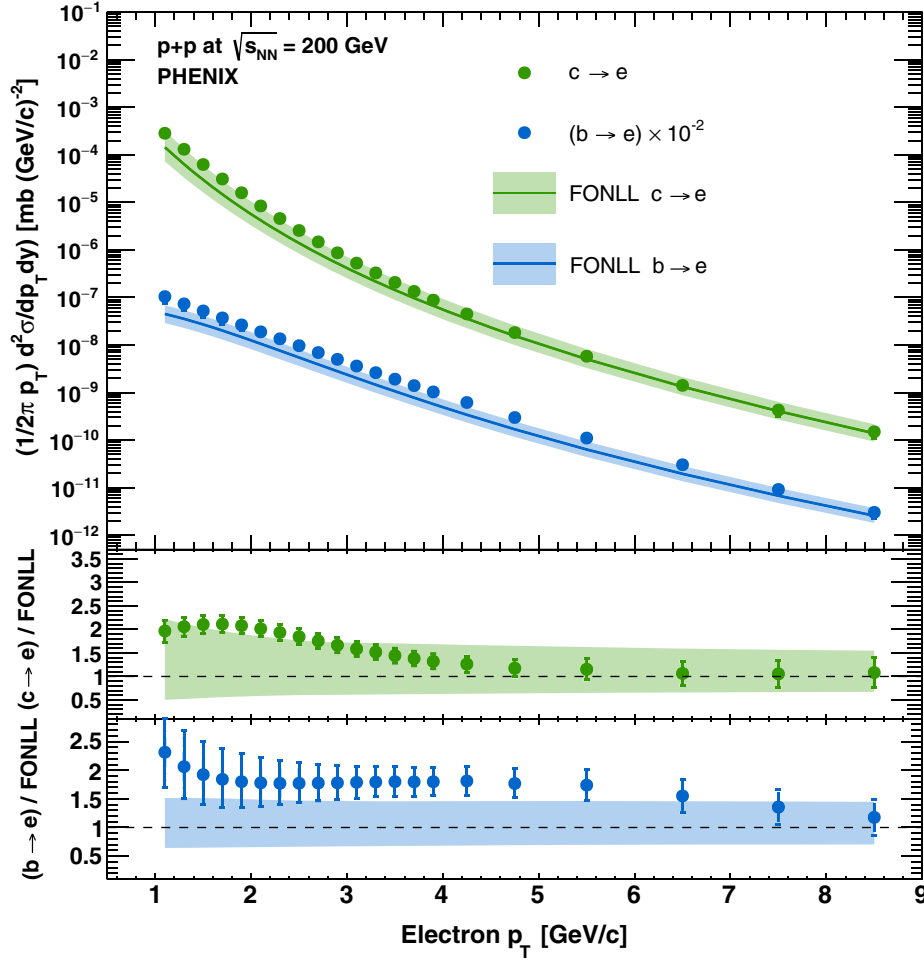 p+p at √s_NN = 200 GeV
PHENIX
c → e
(b → e) × 10^-2
FONLL c → e
FONLL b → e
(1/2π p_T) d^2σ/dp_T dy) [mb (GeV/c)^-2]
10^-1
10^-2
10^-3
10^-4
10^-5
10^-6
10^-7
10^-8
10^-9
10^-10
10^-11
10^-12
(c → e) / FONLL
3.5
3
2.5
2
1.5
1
0.5
(b → e) / FONLL
2.5
2
1.5
1
0.5
1 2 3 4 5 6 7 8 9
Electron p_T [GeV/c]